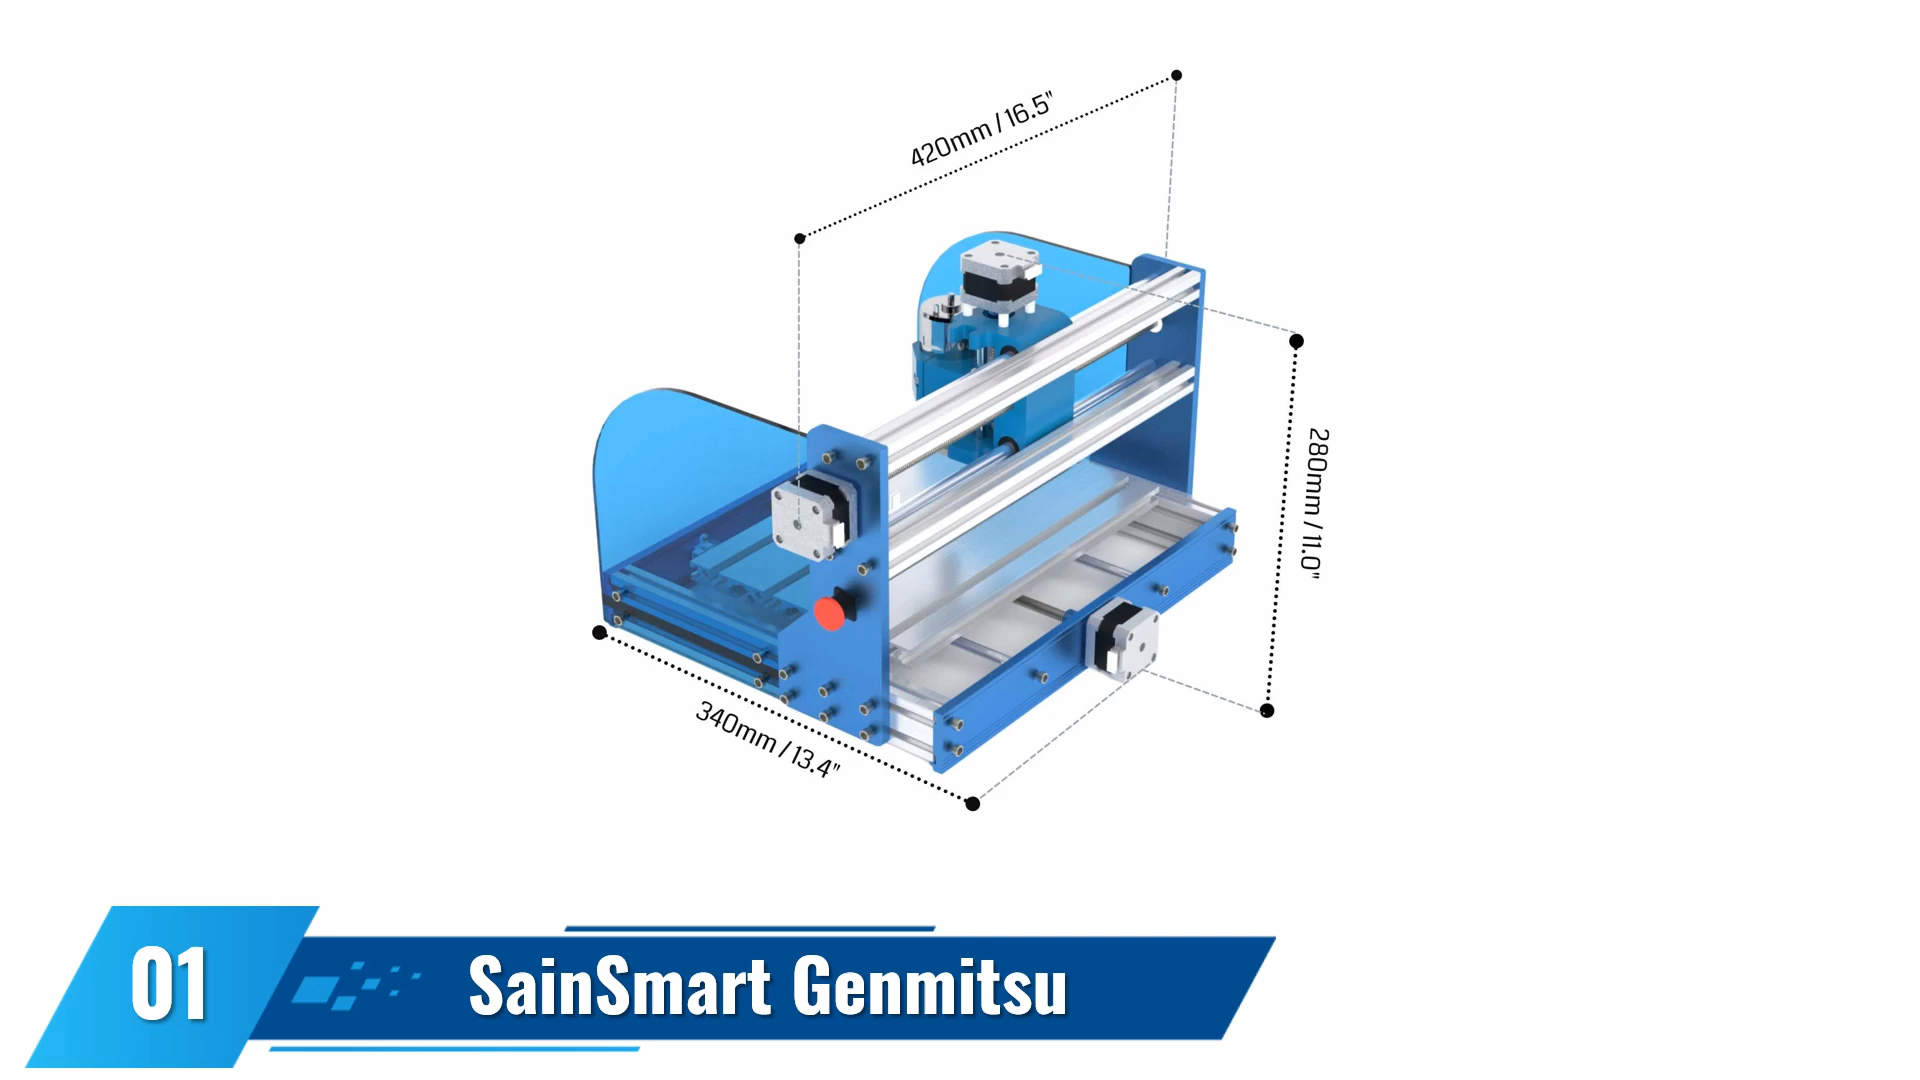 420mm / 16.5"
280mm / 11.0"
340mm / 13.4"
01
SainSmart Genmitsu